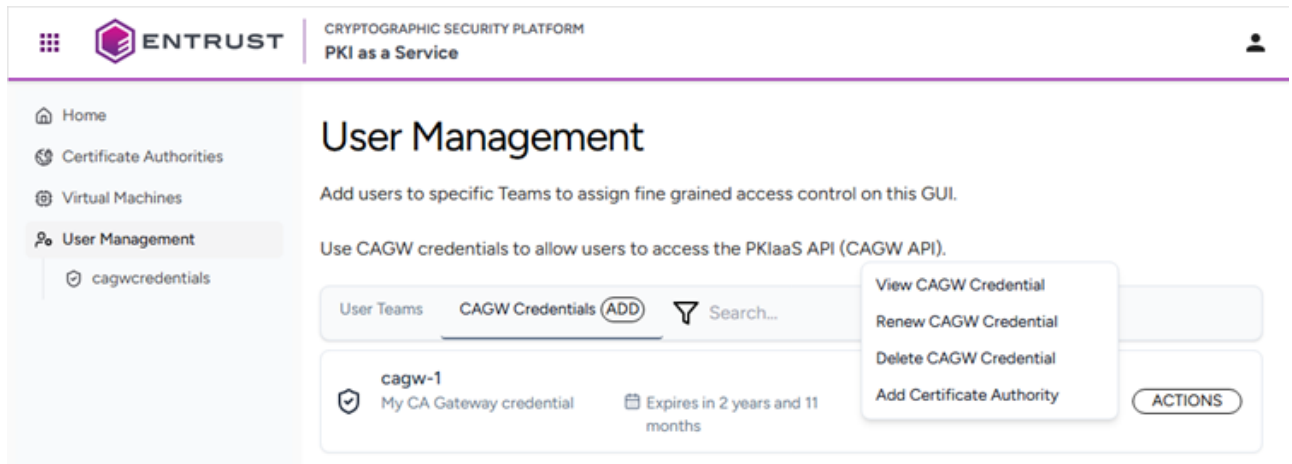 ENTRUST
CRYPTOGRAPHIC SECURITY PLATFORM
PKI as a Service
Home
Certificate Authorities
Virtual Machines
User Management
cagwcredentials
User Management
Add users to specific Teams to assign fine grained access control on this GUI.
Use CAGW credentials to allow users to access the PKIaaS API (CAGW API).
User Teams
CAGW Credentials ADD
Search...
View CAGW Credential
Renew CAGW Credential
Delete CAGW Credential
Add Certificate Authority
cagw-1
My CA Gateway credential
Expires in 2 years and 11
months
ACTIONS